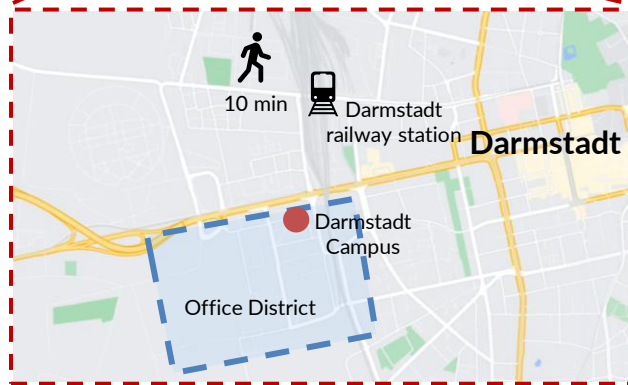 10 min
Darmstadt
railway station
Darmstadt
Darmstadt
Campus
Office District